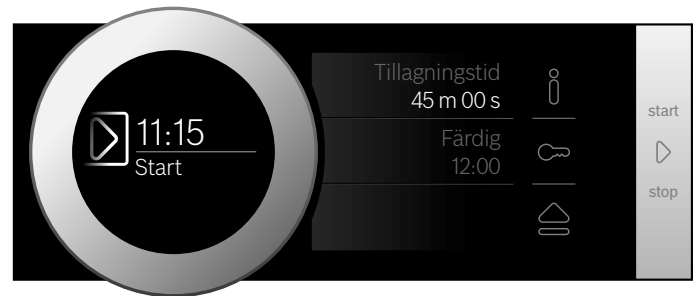 11:15
Start
Tillagningstid
45 m 00 s
Färdig
12:00
start
stop